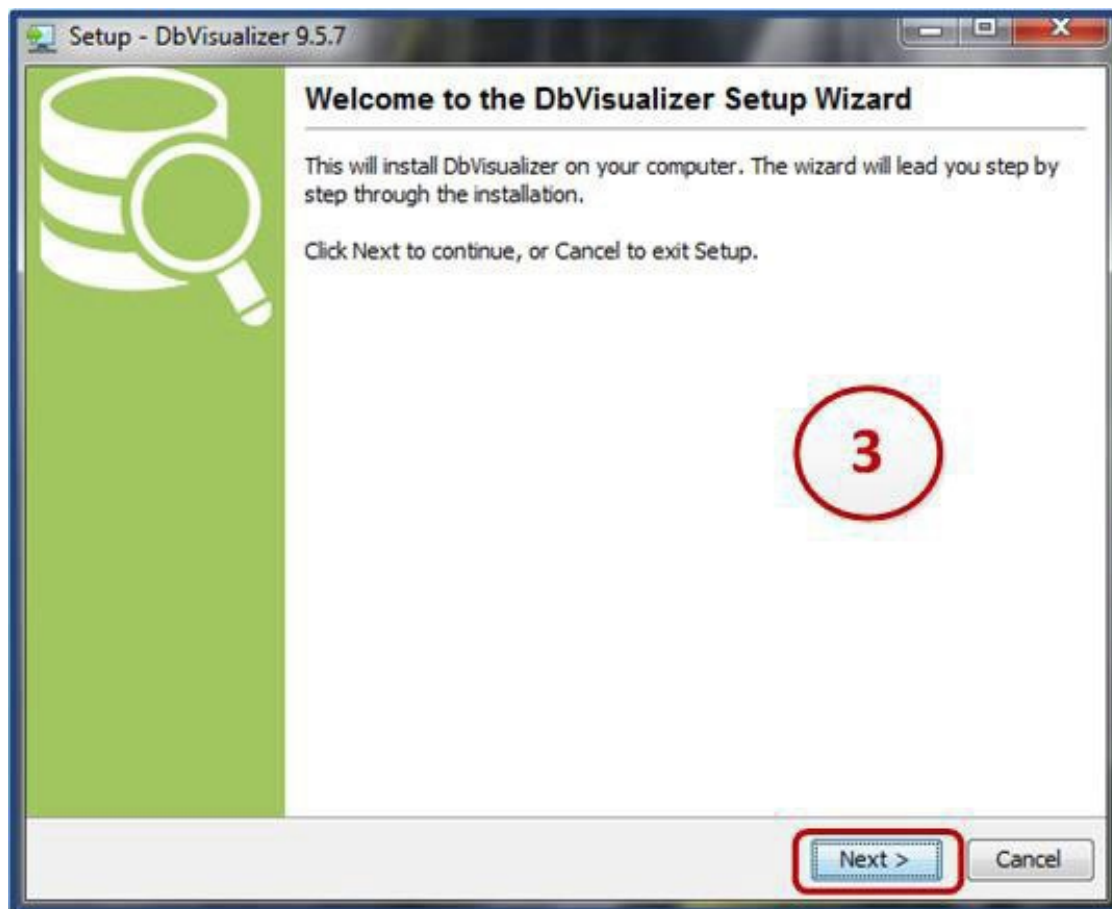 Setup - DbVisualizer 9.5.7
Welcome to the DbVisualizer Setup Wizard
This will install DbVisualizer on your computer. The wizard will lead you step by
step through the installation.
Click Next to continue, or Cancel to exit Setup.
3
Next >
Cancel